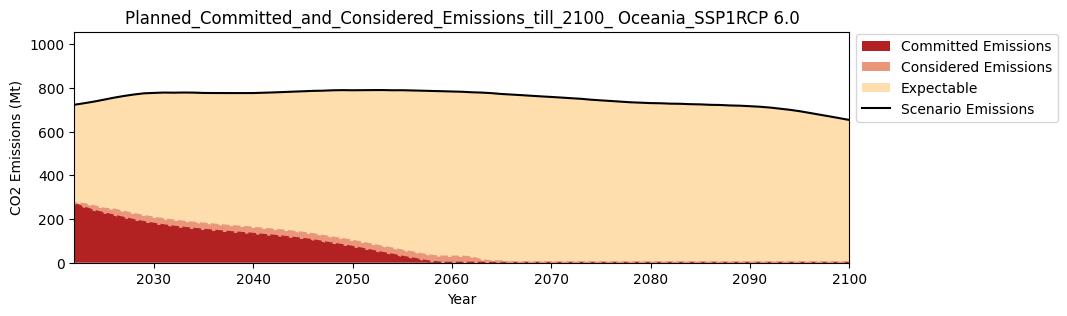 Planned_Committed_and_Considered_Emissions_till_2100_ Oceania_SSP1RCP 6.0
1000
800
600
400
200
0
CO2 Emissions (Mt)
2030
2040
2050
2060
2070
2080
2090
2100
Year
Committed Emissions
Considered Emissions
Expectable
Scenario Emissions